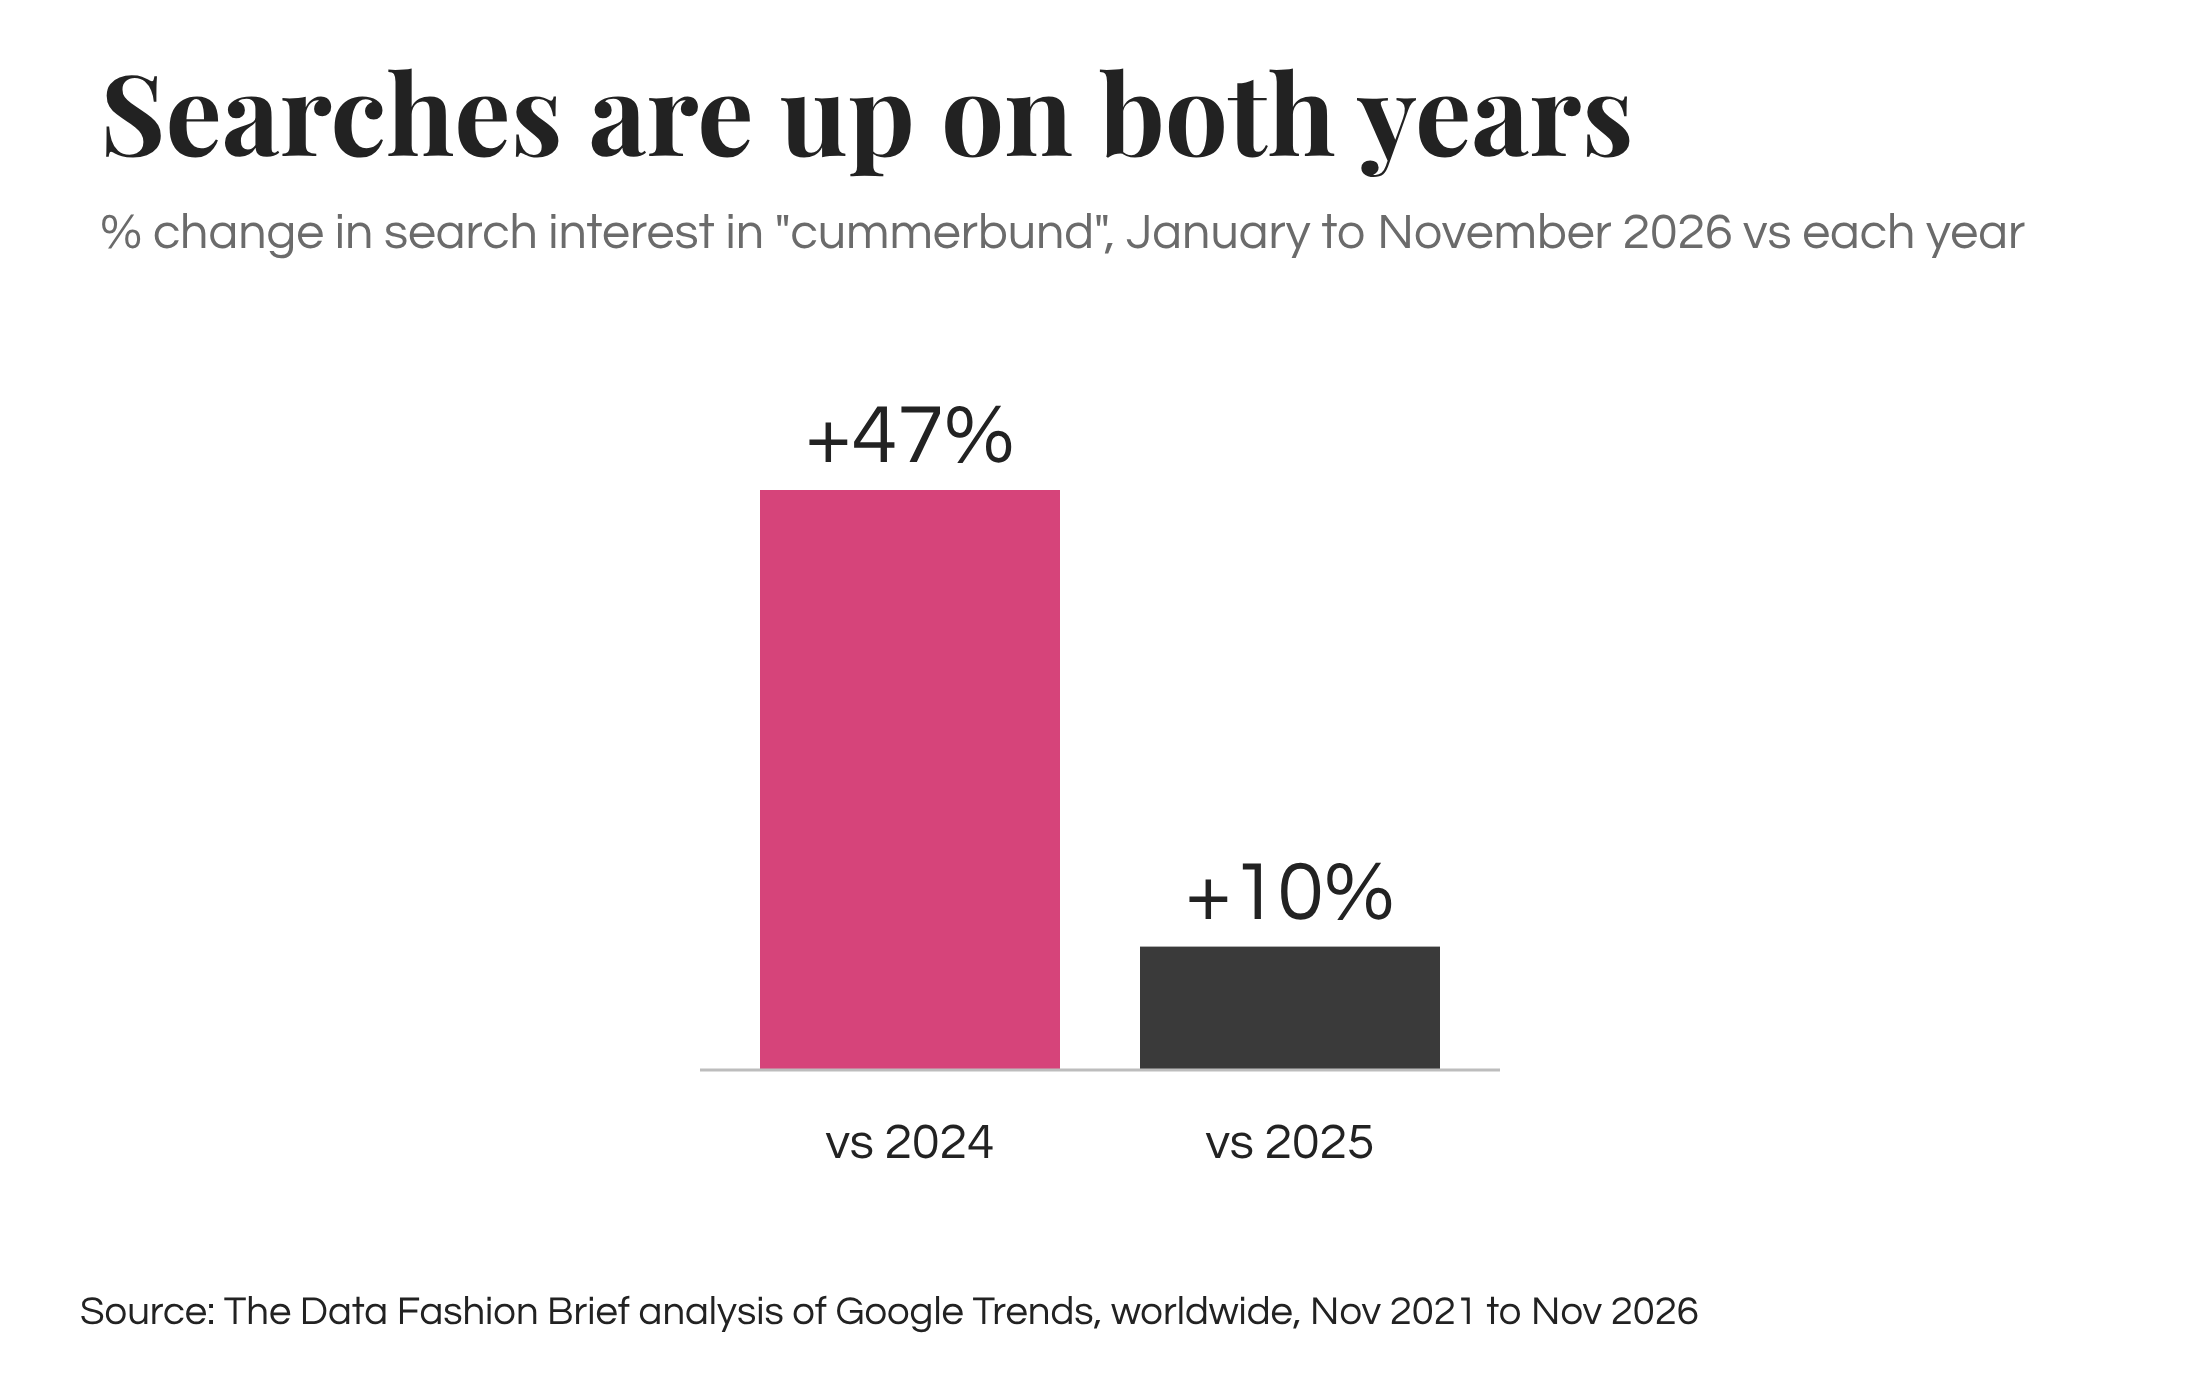 Searches are up on both years
% change in search interest in "cummerbund", January to November 2026 vs each year
+47%
+10%
vs 2024
vs 2025
Source: The Data Fashion Brief analysis of Google Trends, worldwide, Nov 2021 to Nov 2026